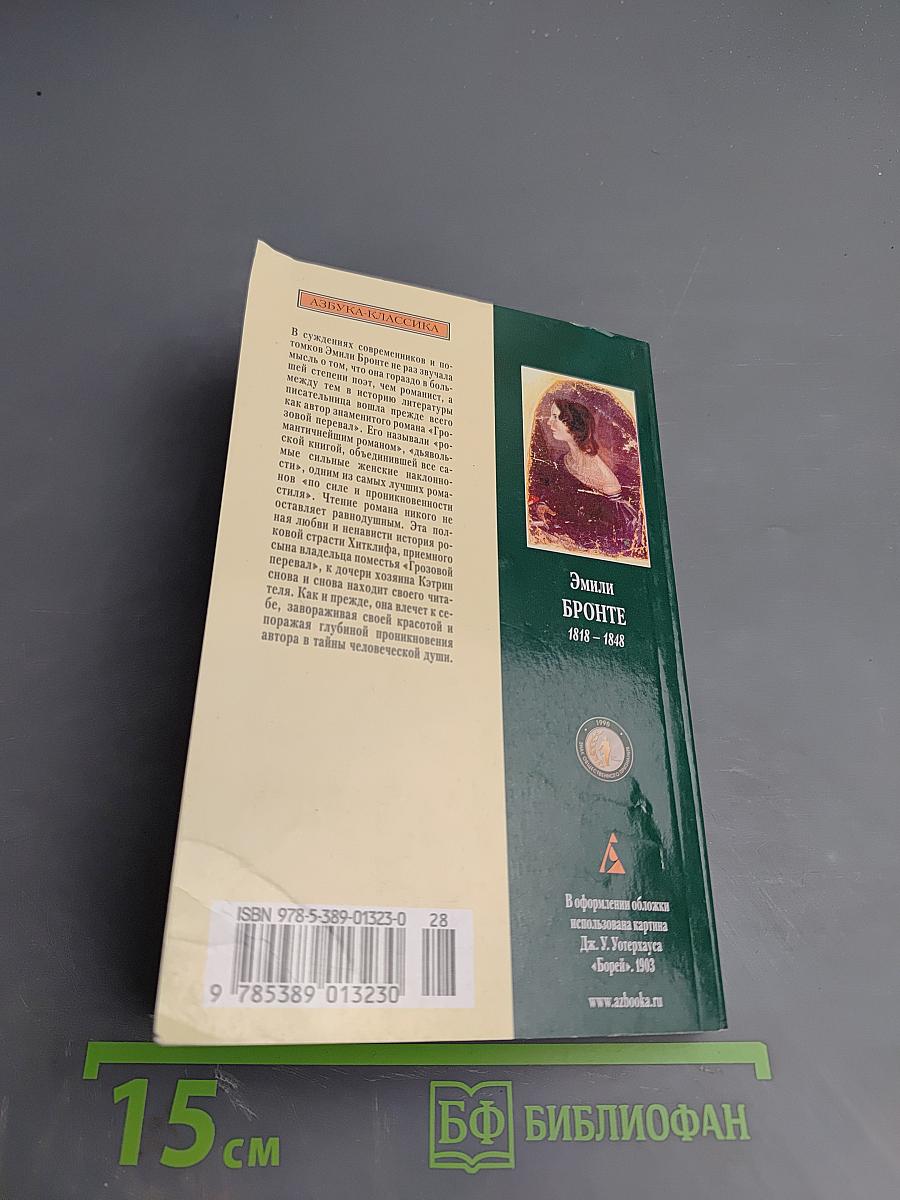 АЗБУКА-КЛАССИКА
В суждениях современников и по-
томков Эмили Бронте не раз звучала
мысль о том, что она гораздо в боль-
шей степени поэт, чем романист, а
между тем в историю литературы
писательница вошла прежде всего
как автор знаменитого романа «Гро-
зовой перевал». Его называли «ро-
мантичнейшим романом», «дьяволь-
ской книгой, объединившей все са-
мые сильные женские наклонно-
сти», одним из самых лучших рома-
нов «по силе и проникновенности
стиля». Чтение романа никого не
оставляет равнодушным. Эта пол-
ная любви и ненависти история ро-
ковой страсти Хитклифа, приемного
сына владельца поместья «Грозовой
перевал», к дочери хозяина Кэтрин
снова и снова находит своего чита-
теля. Как и прежде, она влечет к се-
бе, завораживая своей красотой и
поражая глубиной проникновения
автора в тайны человеческой души.
ISBN 978-5-389-01323-0 28
9 785389 013230
Эмили
БРОНТЕ
1818 – 1848
1996
ЗНАК ОБЩЕСТВЕННОГО ПРИЗНАНИЯ
В оформлении обложки
использована картина
Дж. У. Уотерхауса
«Борей». 1903
www.azbooka.ru
15 см
БФ БИБЛИОФАН